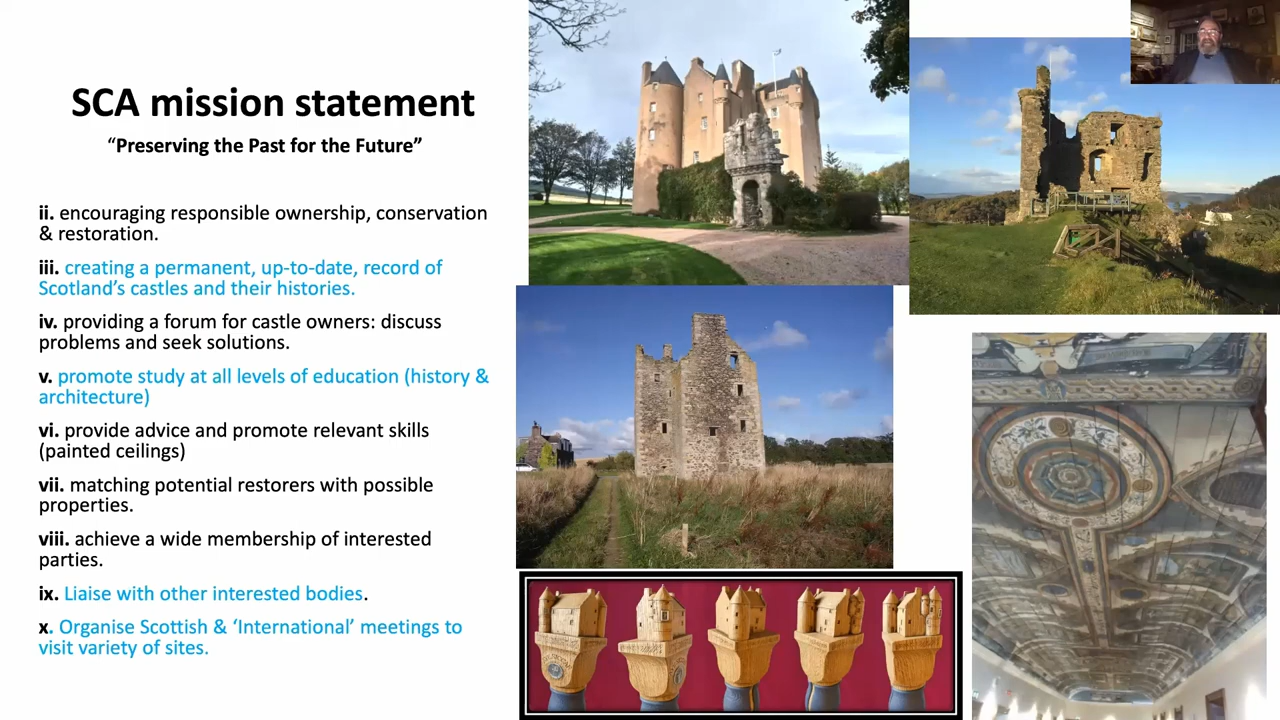 SCA mission statement
“Preserving the Past for the Future”
ii. encouraging responsible ownership, conservation
& restoration.
iii. creating a permanent, up-to-date, record of
Scotland’s castles and their histories.
iv. providing a forum for castle owners: discuss
problems and seek solutions.
v. promote study at all levels of education (history &
architecture)
vi. provide advice and promote relevant skills
(painted ceilings)
vii. matching potential restorers with possible
properties.
viii. achieve a wide membership of interested
parties.
ix. Liaise with other interested bodies.
x. Organise Scottish & ‘International’ meetings to
visit variety of sites.